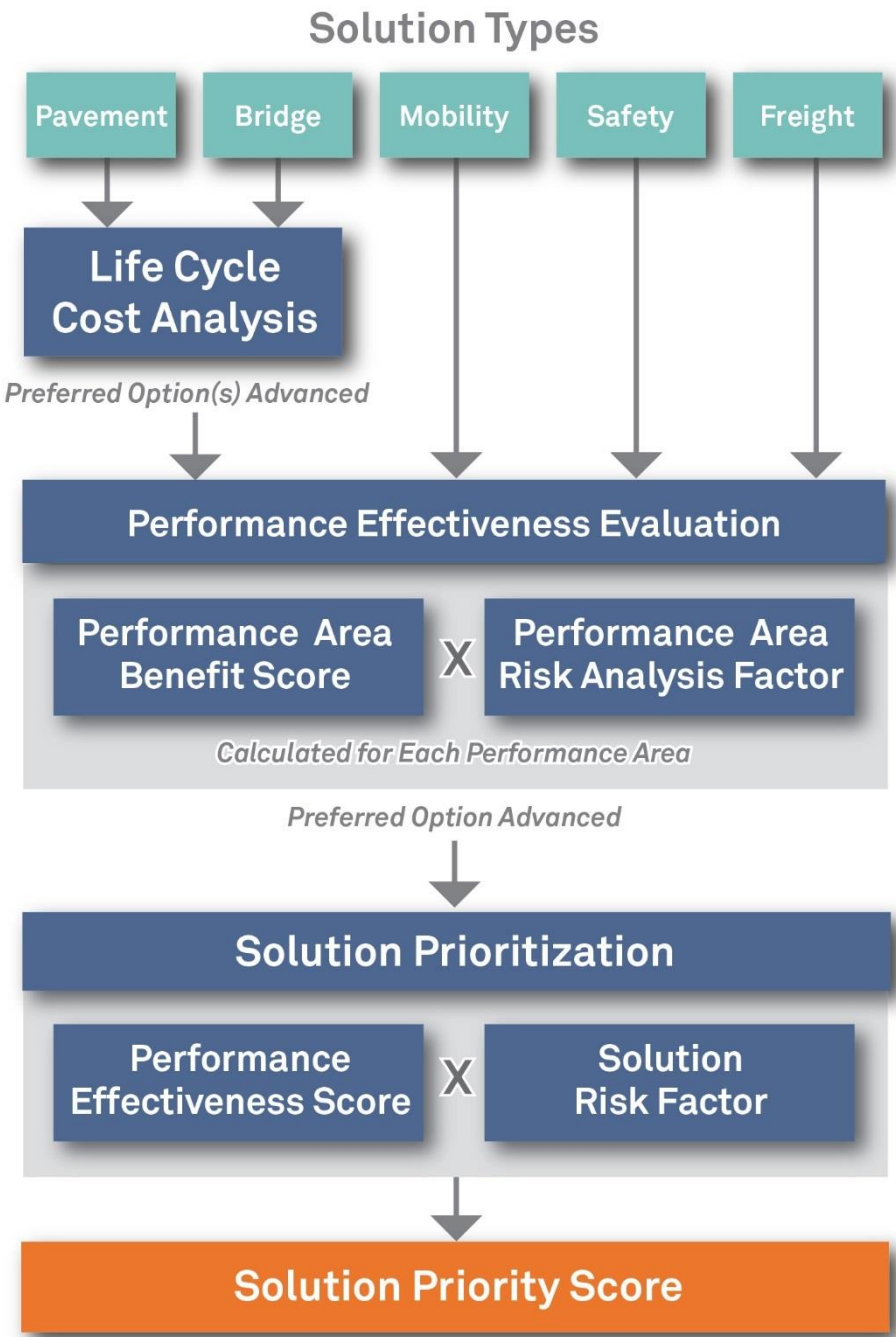 Solution Types
Pavement
Bridge
Mobility
Safety
Freight
Life Cycle
Cost Analysis
Preferred Option(s) Advanced
Performance Effectiveness Evaluation
Performance Area
Benefit Score
X
Performance Area
Risk Analysis Factor
Calculated for Each Performance Area
Preferred Option Advanced
Solution Prioritization
Performance
Effectiveness Score
X
Solution
Risk Factor
Solution Priority Score